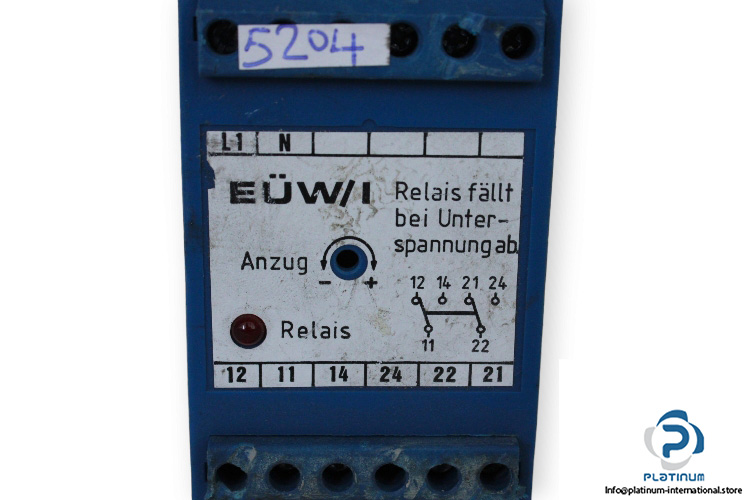 5204
L1 N
EÜW/I
Relais fällt
bei Unter-
spannung ab
Anzug
- +
12 14 21 24
11 22
Relais
12 11 14 24 22 21
P
PLATINUM
Info@platinum-international.store